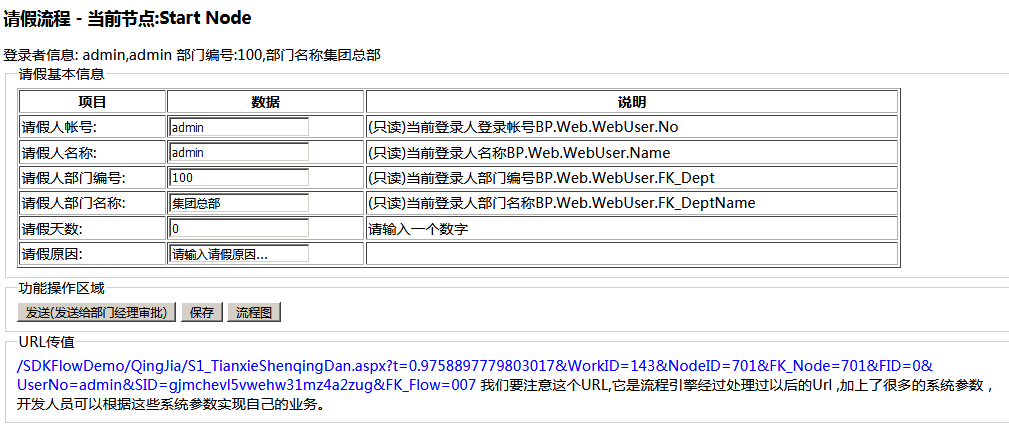 请假流程 - 当前节点:Start Node
登录者信息: admin,admin 部门编号:100,部门名称集团总部
请假基本信息
项目 数据 说明
请假人帐号: admin (只读)当前登录人登录帐号BP.Web.WebUser.No
请假人名称: admin (只读)当前登录人名称BP.Web.WebUser.Name
请假人部门编号: 100 (只读)当前登录人部门编号BP.Web.WebUser.FK_Dept
请假人部门名称: 集团总部 (只读)当前登录人部门名称BP.Web.WebUser.FK_DeptName
请假天数: 0 请输入一个数字
请假原因: 请输入请假原因...
功能操作区域
发送(发送给部门经理审批) 保存 流程图
URL传值
/SDKFlowDemo/QingJia/S1_TianxieShenqingDan.aspx?t=0.9758897779803017&WorkID=143&NodeID=701&FK_Node=701&FID=0&
UserNo=admin&SID=gjmchevl5vwehw31mz4a2zug&FK_Flow=007 我们要注意这个URL,它是流程引擎经过处理过以后的Url ,加上了很多的系统参数 ,
开发人员可以根据这些系统参数实现自己的业务。